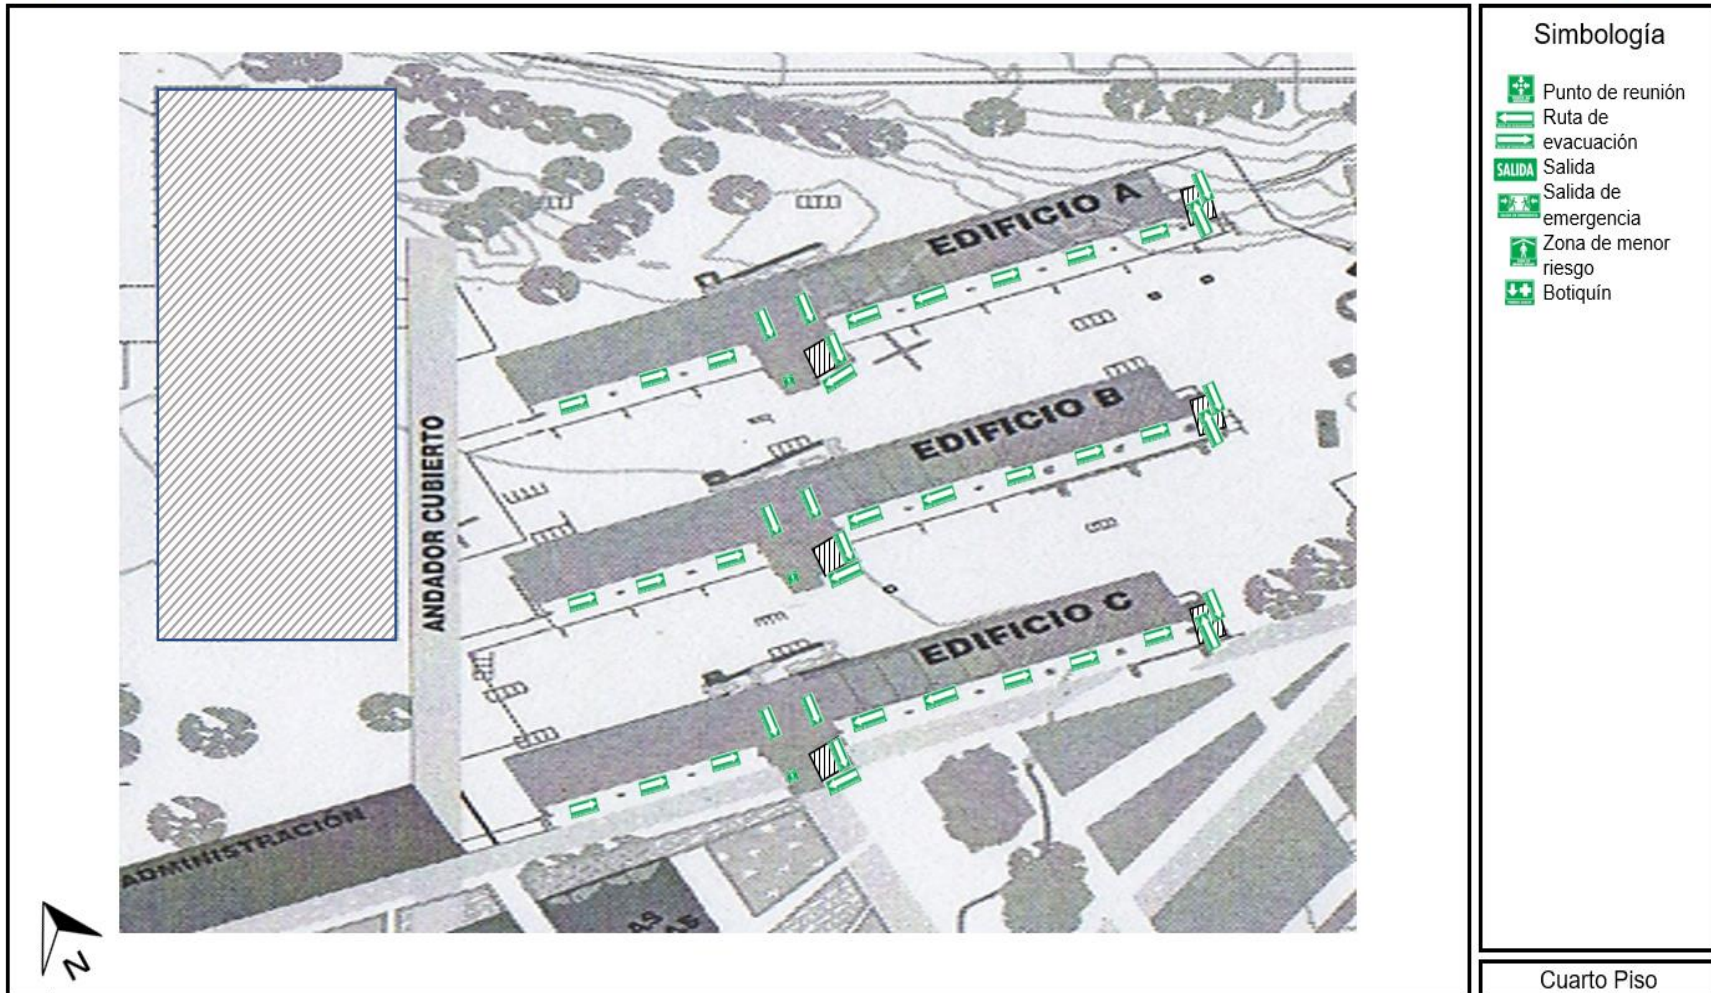 Simbología
Punto de reunión
Ruta de
evacuación
SALIDA
Salida
Salida de
emergencia
Zona de menor
riesgo
Botiquín
EDIFICIO A
EDIFICIO B
ANDADOR CUBIERTO
EDIFICIO C
ADMINISTRACIÓN
AS
N
Cuarto Piso